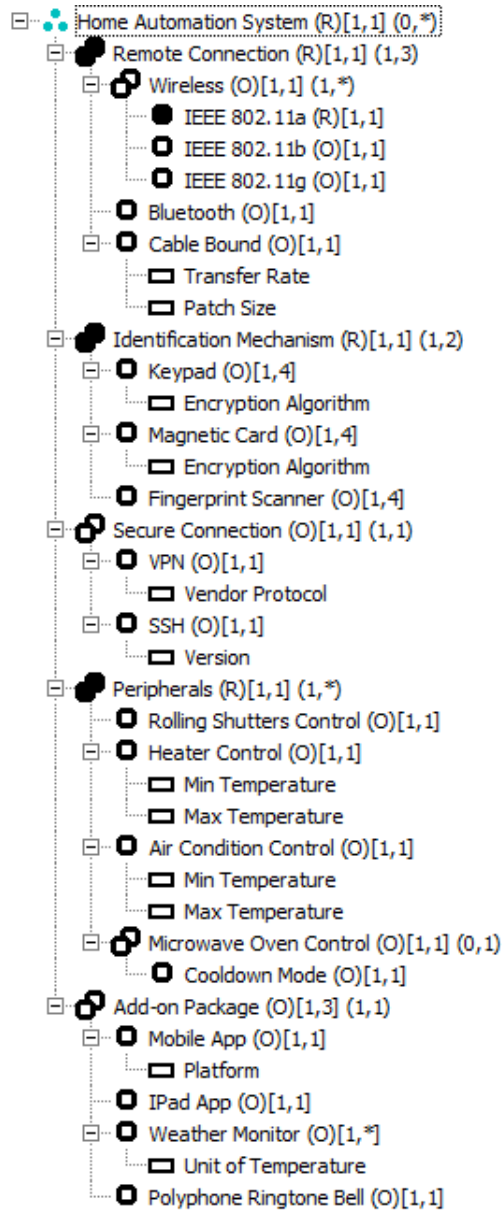 Home Automation System (R)[1,1] (0,*)
Remote Connection (R)[1,1] (1,3)
Wireless (O)[1,1] (1,*)
IEEE 802.11a (R)[1,1]
IEEE 802.11b (O)[1,1]
IEEE 802.11g (O)[1,1]
Bluetooth (O)[1,1]
Cable Bound (O)[1,1]
Transfer Rate
Patch Size
Identification Mechanism (R)[1,1] (1,2)
Keypad (O)[1,4]
Encryption Algorithm
Magnetic Card (O)[1,4]
Encryption Algorithm
Fingerprint Scanner (O)[1,4]
Secure Connection (O)[1,1] (1,1)
VPN (O)[1,1]
Vendor Protocol
SSH (O)[1,1]
Version
Peripherals (R)[1,1] (1,*)
Rolling Shutters Control (O)[1,1]
Heater Control (O)[1,1]
Min Temperature
Max Temperature
Air Condition Control (O)[1,1]
Min Temperature
Max Temperature
Microwave Oven Control (O)[1,1] (0,1)
Cooldown Mode (O)[1,1]
Add-on Package (O)[1,3] (1,1)
Mobile App (O)[1,1]
Platform
IPad App (O)[1,1]
Weather Monitor (O)[1,*]
Unit of Temperature
Polyphone Ringtone Bell (O)[1,1]